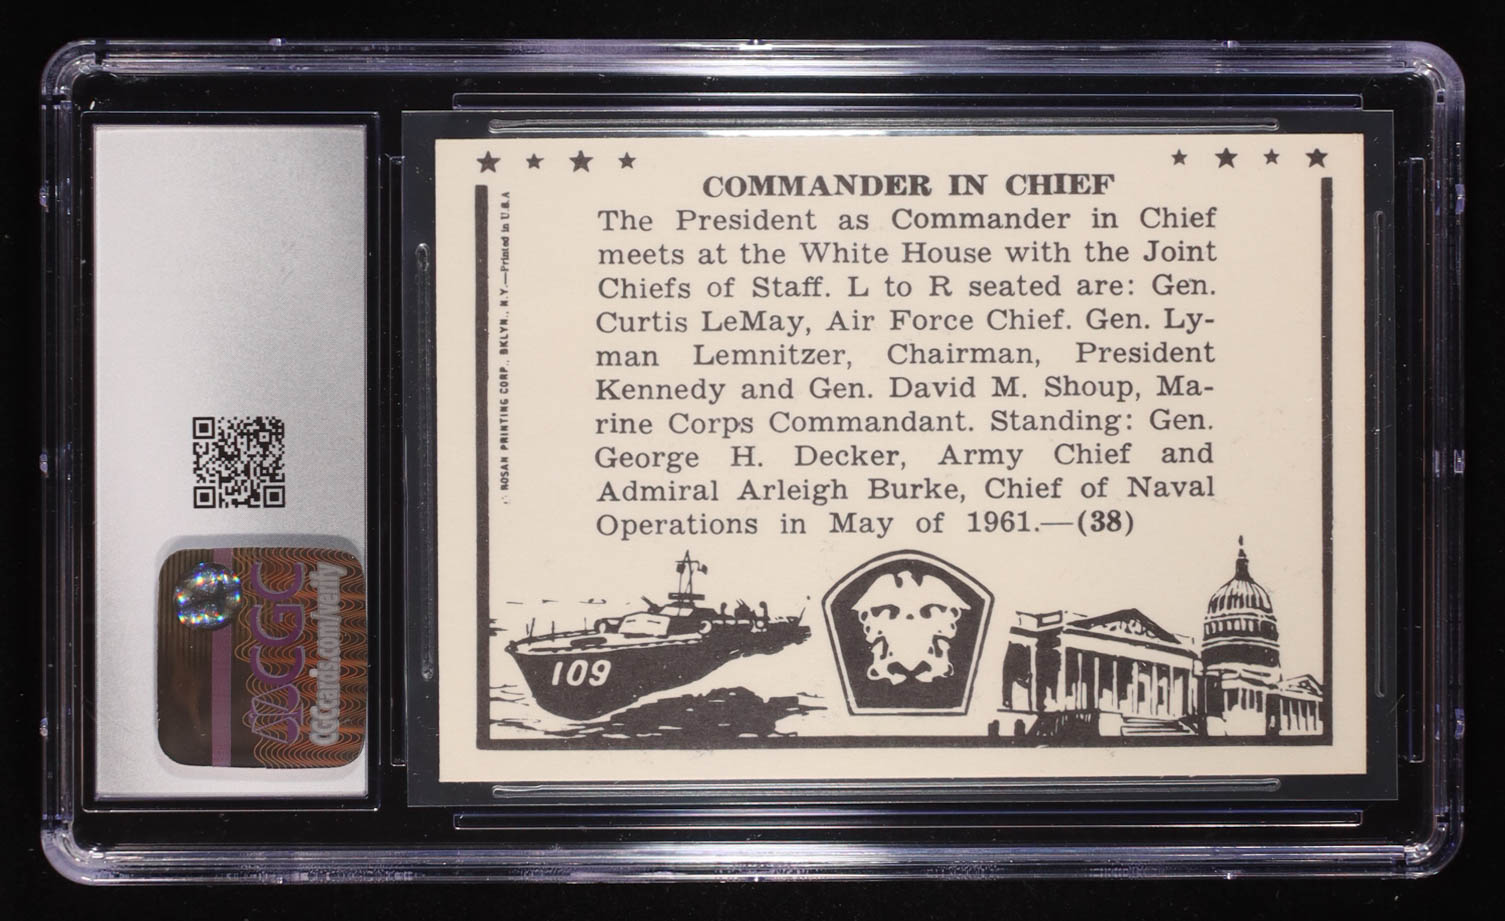 COMMANDER IN CHIEF
The President as Commander in Chief
meets at the White House with the Joint
Chiefs of Staff. L to R seated are: Gen.
Curtis LeMay, Air Force Chief. Gen. Ly-
man Lemnitzer, Chairman, President
Kennedy and Gen. David M. Shoup, Ma-
rine Corps Commandant. Standing: Gen.
George H. Decker, Army Chief and
Admiral Arleigh Burke, Chief of Naval
Operations in May of 1961.—(38)
ROSAN PRINTING CORP., BKLYN., N.Y.—Printed in U.S.A
109
CGC
CGCcards.com/verify